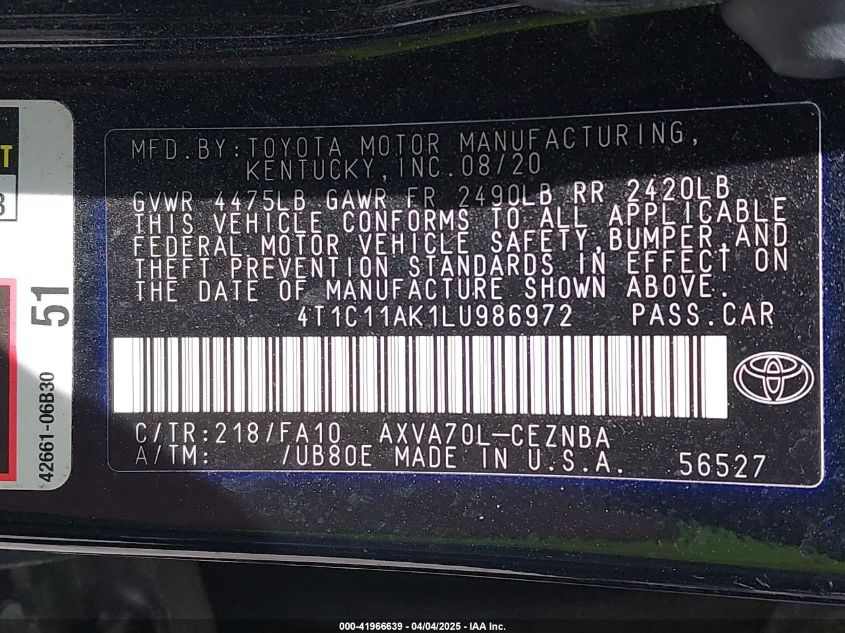 MFD.BY:TOYOTA MOTOR MANUFACTURING,
KENTUCKY,INC.08/20
GVWR 4475LB GAWR FR 2490LB RR 2420LB
THIS VEHICLE CONFORMS TO ALL APPLICABLE
FEDERAL MOTOR VEHICLE SAFETY,BUMPER,AND
THEFT PREVENTION STANDARDS IN EFFECT ON
THE DATE OF MANUFACTURE SHOWN ABOVE.
4T1C11AK1LU986972 PASS.CAR
C/TR:218/FA10 AXVA70L-CEZNBA
A/TM: /UB80E MADE IN U.S.A. 56527
51
42661-06B30
000-41966639 - 04/04/2025 - IAA Inc.